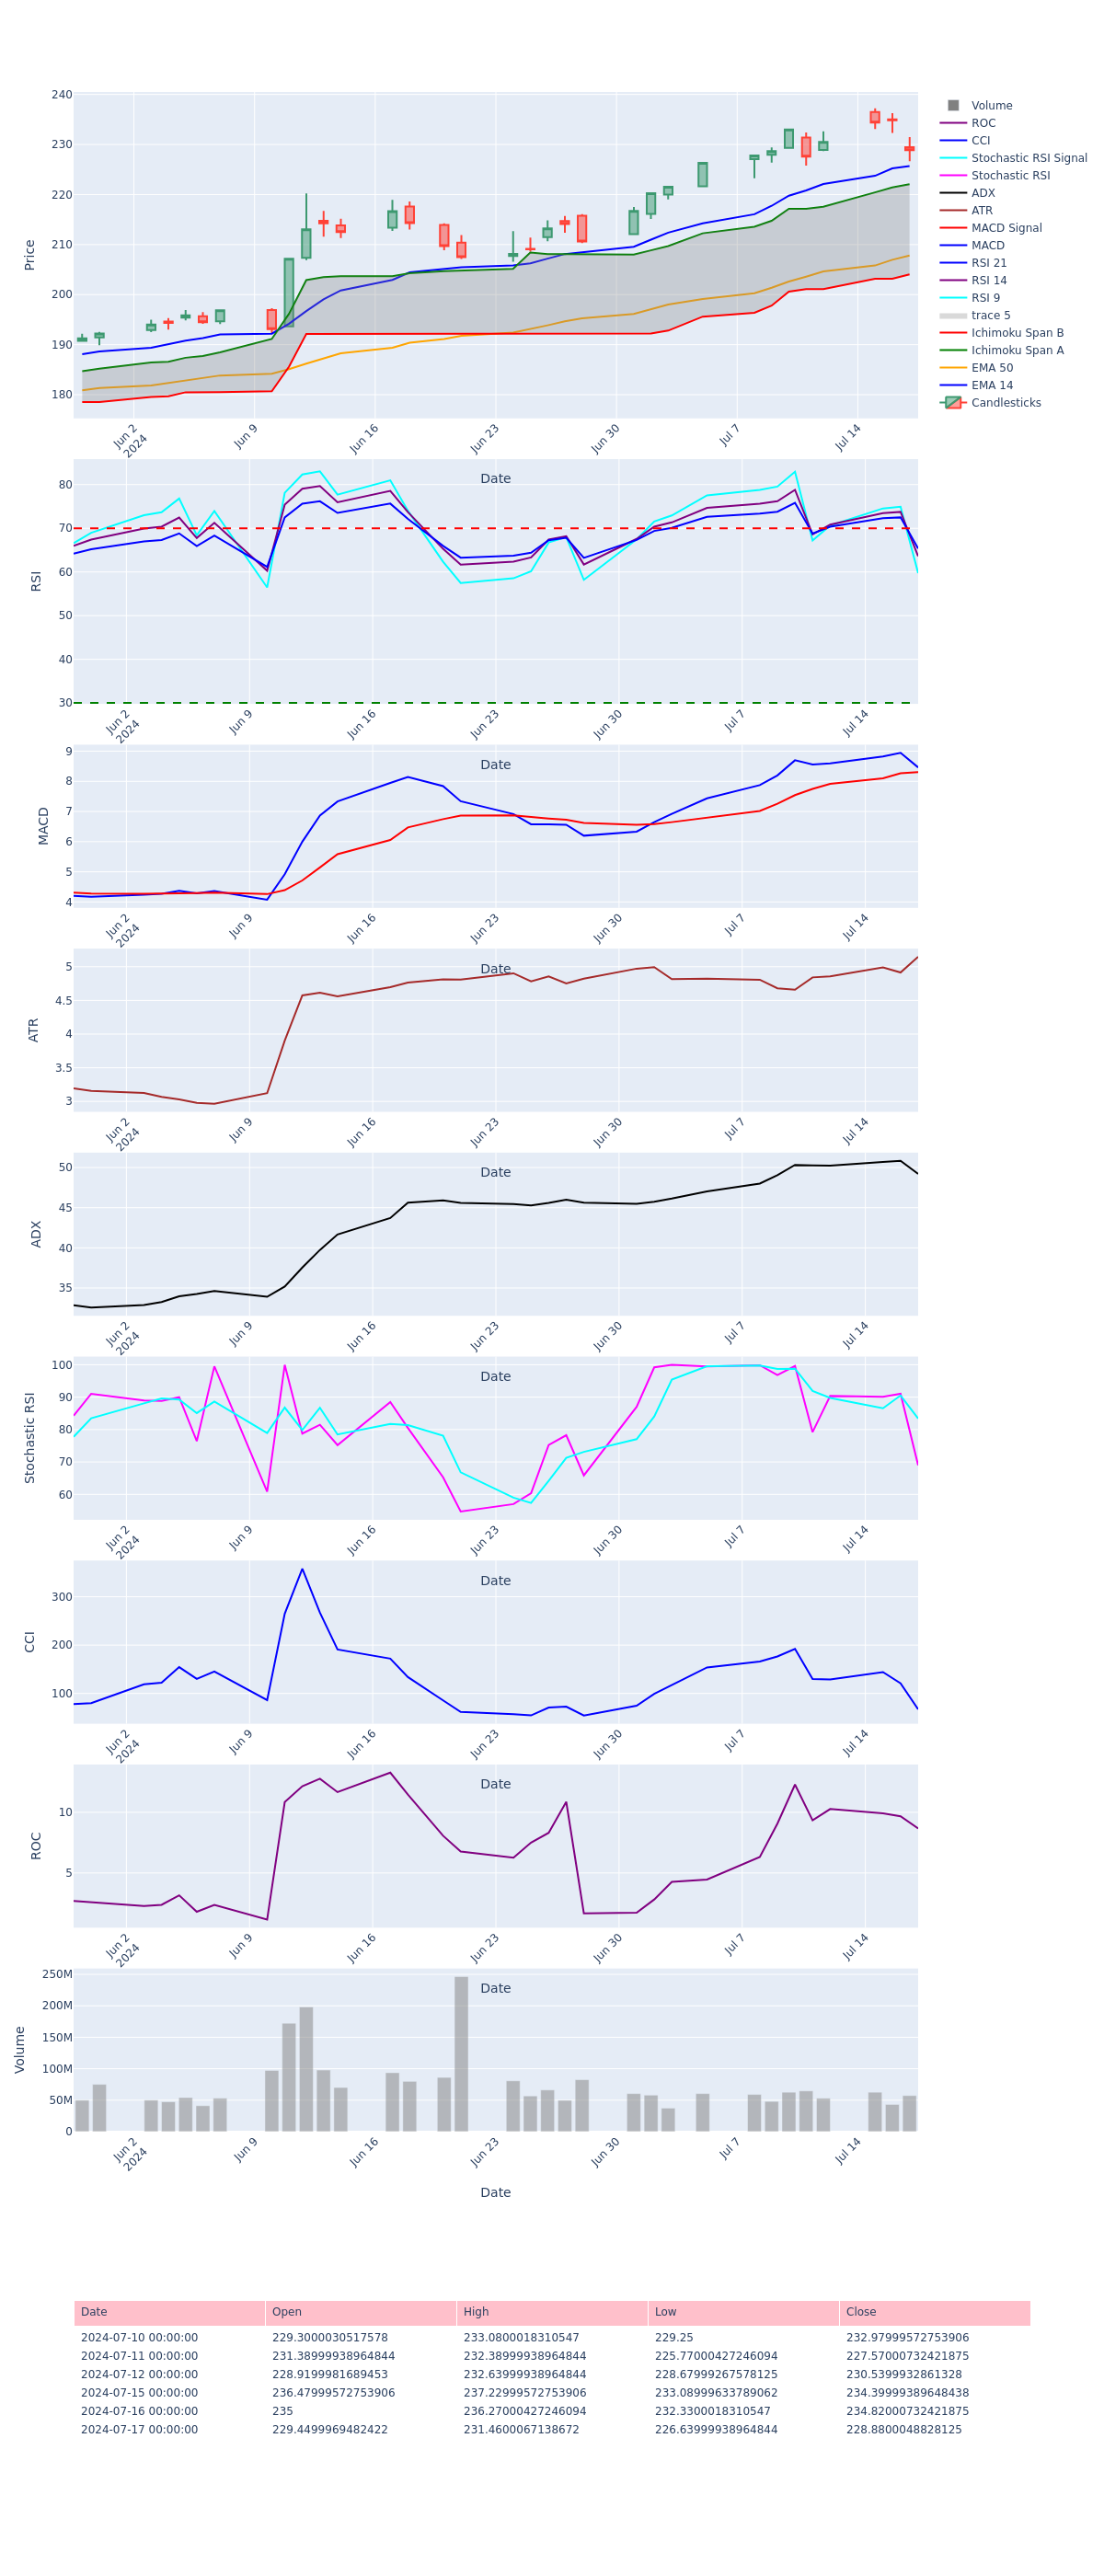 240
230
220
210
200
190
180
Price
Jun 2
2024
Jun 9
Jun 16
Jun 23
Jun 30
Jul 7
Jul 14
Volume
ROC
CCI
Stochastic RSI Signal
Stochastic RSI
ADX
ATR
MACD Signal
MACD
RSI 21
RSI 14
RSI 9
trace 5
Ichimoku Span B
Ichimoku Span A
EMA 50
EMA 14
Candlesticks
Date
80
70
60
50
40
30
RSI
Jun 2
2024
Jun 9
Jun 16
Jun 23
Jun 30
Jul 7
Jul 14
Date
9
8
7
6
5
4
MACD
Jun 2
2024
Jun 9
Jun 16
Jun 23
Jun 30
Jul 7
Jul 14
Date
5
4.5
4
3.5
3
ATR
Jun 2
2024
Jun 9
Jun 16
Jun 23
Jun 30
Jul 7
Jul 14
Date
50
45
40
35
ADX
Jun 2
2024
Jun 9
Jun 16
Jun 23
Jun 30
Jul 7
Jul 14
Date
100
90
80
70
60
Stochastic RSI
Jun 2
2024
Jun 9
Jun 16
Jun 23
Jun 30
Jul 7
Jul 14
Date
300
200
100
CCI
Jun 2
2024
Jun 9
Jun 16
Jun 23
Jun 30
Jul 7
Jul 14
Date
10
5
ROC
Jun 2
2024
Jun 9
Jun 16
Jun 23
Jun 30
Jul 7
Jul 14
Date
250M
200M
150M
100M
50M
0
Volume
Jun 2
2024
Jun 9
Jun 16
Jun 23
Jun 30
Jul 7
Jul 14
Date
Date Open High Low Close
2024-07-10 00:00:00 229.3000030517578 233.0800018310547 229.25 232.97999572753906
2024-07-11 00:00:00 231.38999938964844 232.38999938964844 225.77000427246094 227.57000732421875
2024-07-12 00:00:00 228.9199981689453 232.63999938964844 228.67999267578125 230.5399932861328
2024-07-15 00:00:00 236.47999572753906 237.22999572753906 233.08999633789062 234.39999389648438
2024-07-16 00:00:00 235 236.27000427246094 232.3300018310547 234.82000732421875
2024-07-17 00:00:00 229.4499969482422 231.4600067138672 226.63999938964844 228.8800048828125